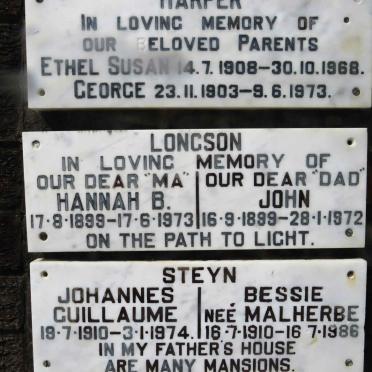 HARPER
IN LOVING MEMORY OF
OUR BELOVED PARENTS
ETHEL SUSAN 14.7.1908-30.10.1968.
GEORGE 23.11.1903-9.6.1973.
LONGSON
IN LOVING MEMORY OF
OUR DEAR "MA" OUR DEAR "DAD"
HANNAH B. JOHN
17·8·1899-17·6·1973 16·9·1899-28·1·1972
ON THE PATH TO LIGHT.
STEYN
JOHANNES BESSIE
GUILLAUME NEÉ MALHERBE
19·7·1910-3·1·1974. 16·7·1910-16·7·1986
IN MY FATHER'S HOUSE
ARE MANY MANSIONS.